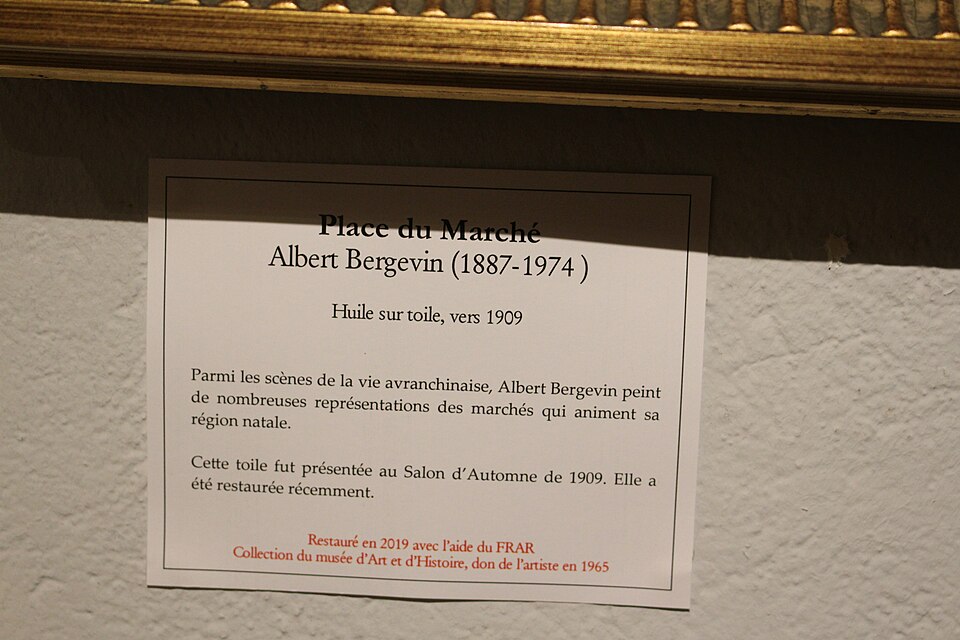 Place du Marché
Albert Bergevin (1887-1974 )
Huile sur toile, vers 1909
Parmi les scènes de la vie avranchinaise, Albert Bergevin peint
de nombreuses représentations des marchés qui animent sa
région natale.
Cette toile fut présentée au Salon d'Automne de 1909. Elle a
été restaurée récemment.
Restauré en 2019 avec l'aide du FRAR
Collection du musée d'Art et d'Histoire, don de l'artiste en 1965